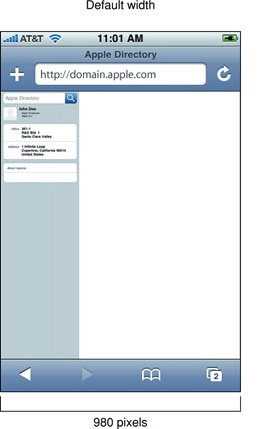 Default width
AT&T 11:01 AM
Apple Directory
http://domain.apple.com
Apple Directory
John Doe
office 301-1
R&D Bld. 1
Santa Clara Valley
address 1 Infinite Loop
Cupertino, California 95014
United States
direct reports
2
980 pixels